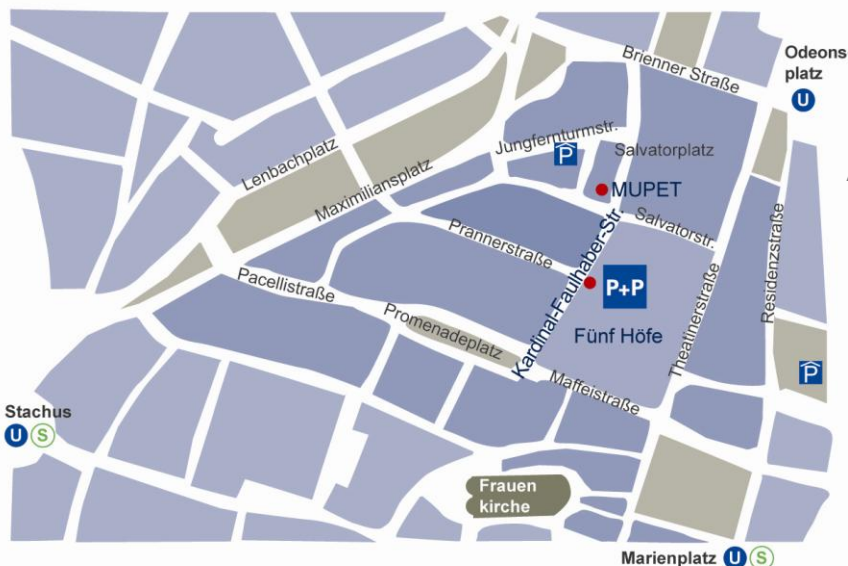 Brienner Straße
Odeons
platz
U
Jungfernturmstr.
Salvatorplatz
P
Lenbachplatz
Maximiliansplatz
MUPET
Salvatorstr.
Prannerstraße
Kardinal-Faulhaber-Str.
Theatinerstraße
Residenzstraße
Pacellistraße
P+P
Promenadeplatz
Fünf Höfe
P
Maffeistraße
Stachus
U S
Frauen
kirche
Marienplatz U S